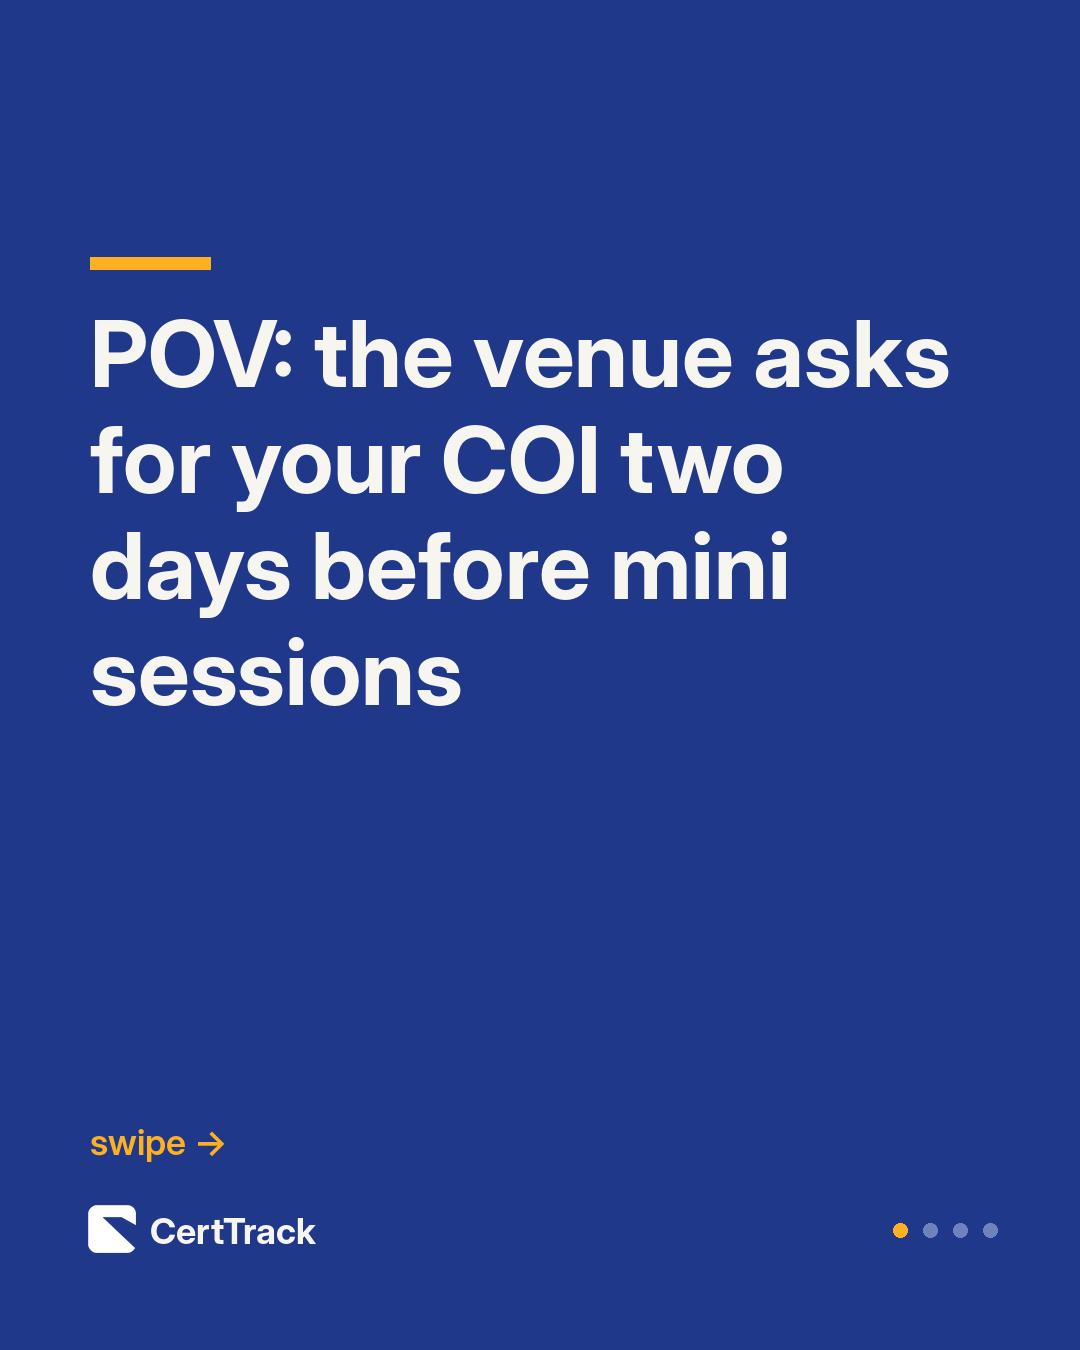 POV: the venue asks
for your COI two
days before mini
sessions
swipe →
CertTrack